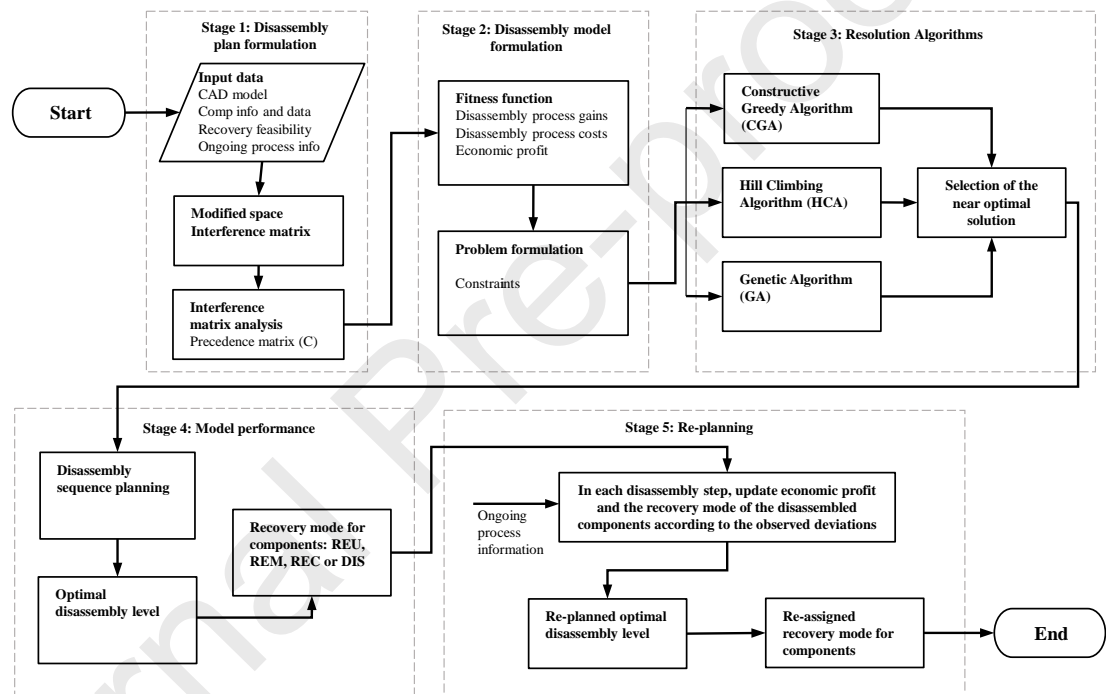 Stage 1: Disassembly
plan formulation
Start
Input data
CAD model
Comp info and data
Recovery feasibility
Ongoing process info
Modified space
Interference matrix
Interference
matrix analysis
Precedence matrix (C)
Stage 2: Disassembly model
formulation
Fitness function
Disassembly process gains
Disassembly process costs
Economic profit
Problem formulation
Constraints
Stage 3: Resolution Algorithms
Constructive
Greedy Algorithm
(CGA)
Hill Climbing
Algorithm (HCA)
Genetic Algorithm
(GA)
Selection of the
near optimal
solution
Stage 4: Model performance
Disassembly
sequence planning
Optimal
disassembly level
Recovery mode for
components: REU,
REM, REC or DIS
Stage 5: Re-planning
In each disassembly step, update economic profit
and the recovery mode of the disassembled
components according to the observed deviations
Ongoing
process
information
Re-planned optimal
disassembly level
Re-assigned
recovery mode for
components
End
rnal Pre-proo